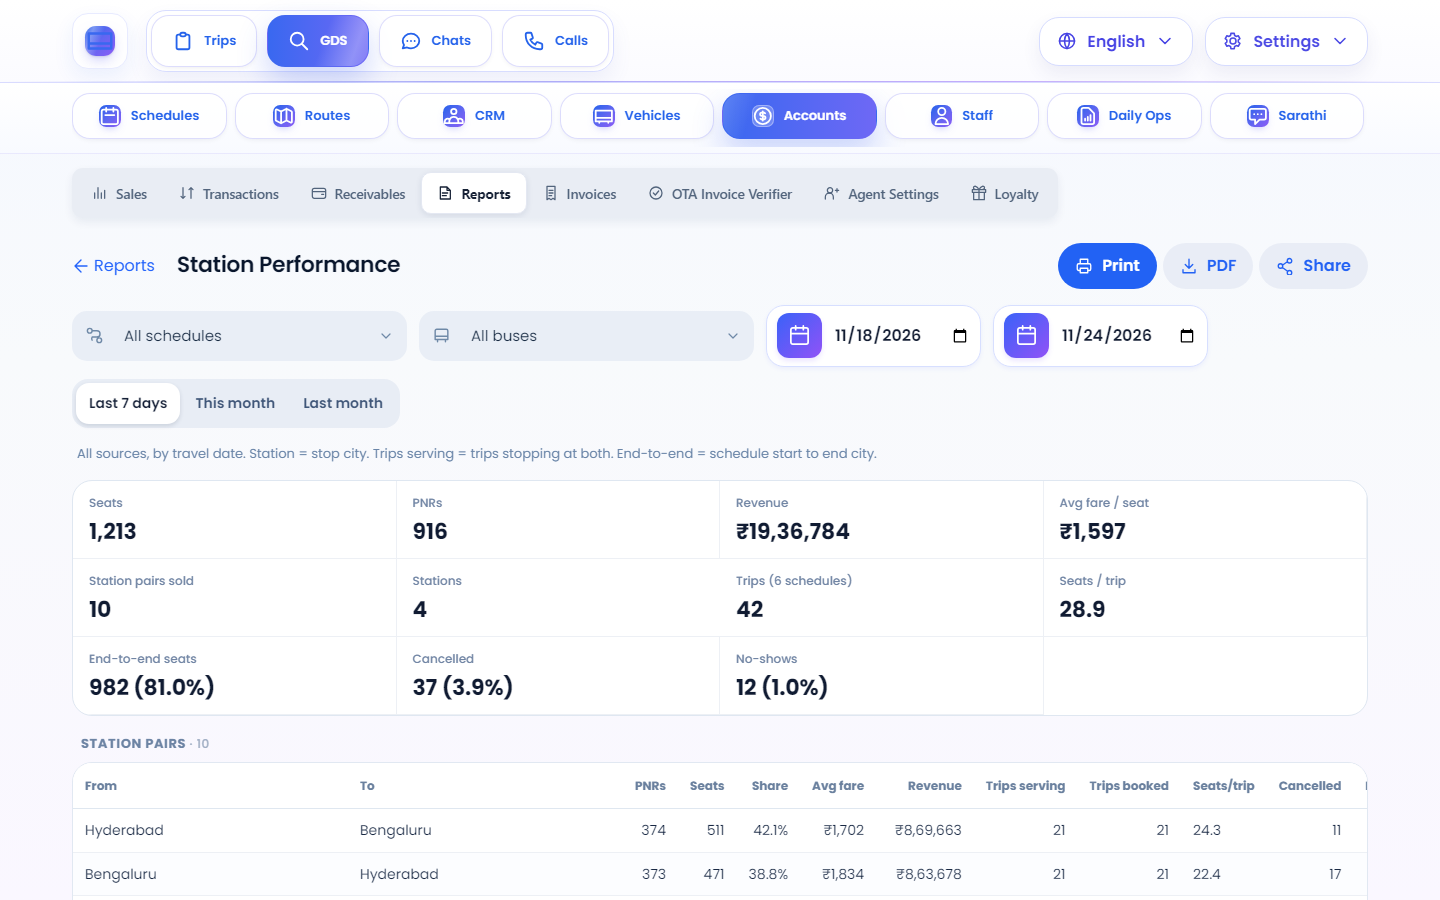 Trips
GDS
Chats
Calls
English
Settings
Schedules
Routes
CRM
Vehicles
Accounts
Staff
Daily Ops
Sarathi
Sales
Transactions
Receivables
Reports
Invoices
OTA Invoice Verifier
Agent Settings
Loyalty
Reports
Station Performance
Print
PDF
Share
All schedules
All buses
11/18/2026
11/24/2026
Last 7 days
This month
Last month
All sources, by travel date. Station = stop city. Trips serving = trips stopping at both. End-to-end = schedule start to end city.
Seats
PNRs
Revenue
Avg fare / seat
1,213
916
₹19,36,784
₹1,597
Station pairs sold
Stations
Trips (6 schedules)
Seats / trip
10
4
42
28.9
End-to-end seats
Cancelled
No-shows
982 (81.0%)
37 (3.9%)
12 (1.0%)
STATION PAIRS · 10
From To PNRs Seats Share Avg fare Revenue Trips serving Trips booked Seats/trip Cancelled
Hyderabad Bengaluru 374 511 42.1% ₹1,702 ₹8,69,663 21 21 24.3 11
Bengaluru Hyderabad 373 471 38.8% ₹1,834 ₹8,63,678 21 21 22.4 17